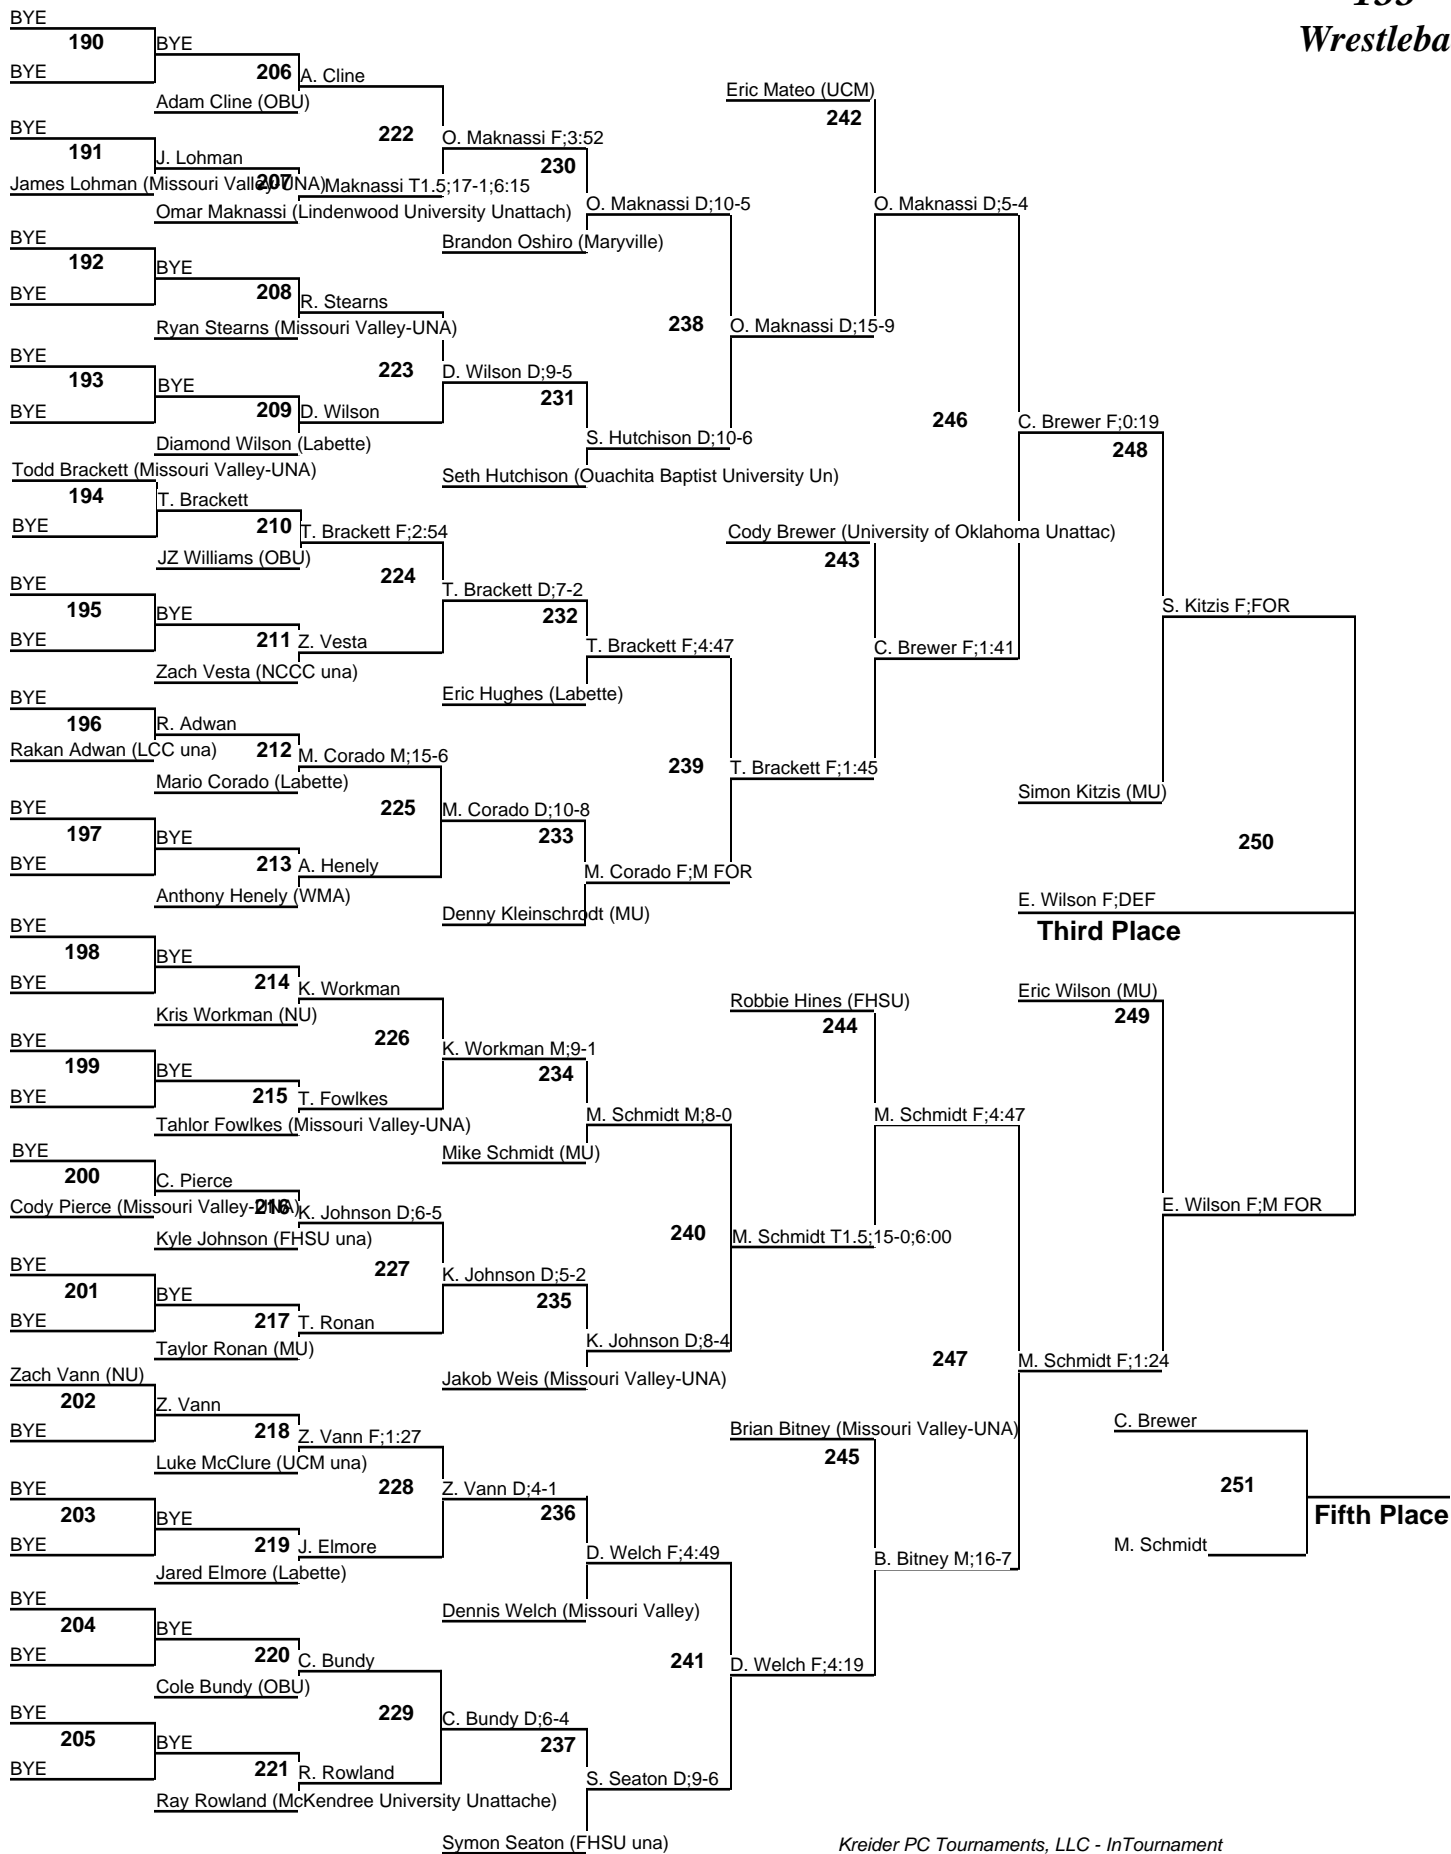 133
Wrestleba
BYE
190
BYE
BYE
206
A. Cline
Adam Cline (OBU)
Eric Mateo (UCM)
242
BYE
191
222
O. Maknassi F;3:52
230
J. Lohman
James Lohman (Missouri Valley-UNA)
207
Maknassi T1.5;17-1;6:15
Omar Maknassi (Lindenwood University Unattach)
O. Maknassi D;10-5
O. Maknassi D;5-4
BYE
192
BYE
Brandon Oshiro (Maryville)
BYE
208
R. Stearns
Ryan Stearns (Missouri Valley-UNA)
238
O. Maknassi D;15-9
BYE
193
BYE
223
D. Wilson D;9-5
231
BYE
209
D. Wilson
246
C. Brewer F;0:19
248
Diamond Wilson (Labette)
S. Hutchison D;10-6
Todd Brackett (Missouri Valley-UNA)
Seth Hutchison (Ouachita Baptist University Un)
194
T. Brackett
BYE
210
T. Brackett F;2:54
Cody Brewer (University of Oklahoma Unattac)
243
JZ Williams (OBU)
BYE
224
T. Brackett D;7-2
232
195
BYE
S. Kitzis F;FOR
BYE
211
Z. Vesta
T. Brackett F;4:47
C. Brewer F;1:41
Zach Vesta (NCCC una)
Eric Hughes (Labette)
BYE
196
R. Adwan
Rakan Adwan (LCC una)
212
M. Corado M;15-6
239
T. Brackett F;1:45
Mario Corado (Labette)
Simon Kitzis (MU)
BYE
225
M. Corado D;10-8
233
197
BYE
250
BYE
213
A. Henely
M. Corado F;M FOR
Anthony Henely (WMA)
Denny Kleinschrodt (MU)
E. Wilson F;DEF
Third Place
BYE
198
BYE
BYE
214
K. Workman
Kris Workman (NU)
Robbie Hines (FHSU)
244
Eric Wilson (MU)
249
BYE
226
K. Workman M;9-1
234
199
BYE
BYE
215
T. Fowlkes
Tahlor Fowlkes (Missouri Valley-UNA)
M. Schmidt M;8-0
M. Schmidt F;4:47
BYE
Mike Schmidt (MU)
200
C. Pierce
Cody Pierce (Missouri Valley-UNA)
216
K. Johnson D;6-5
E. Wilson F;M FOR
Kyle Johnson (FHSU una)
240
M. Schmidt T1.5;15-0;6:00
BYE
227
K. Johnson D;5-2
235
201
BYE
BYE
217
T. Ronan
K. Johnson D;8-4
Taylor Ronan (MU)
247
M. Schmidt F;1:24
Zach Vann (NU)
Jakob Weis (Missouri Valley-UNA)
202
Z. Vann
BYE
218
Z. Vann F;1:27
Brian Bitney (Missouri Valley-UNA)
245
C. Brewer
Luke McClure (UCM una)
BYE
228
Z. Vann D;4-1
236
251
203
BYE
Fifth Place
BYE
219
J. Elmore
D. Welch F;4:49
B. Bitney M;16-7
M. Schmidt
Jared Elmore (Labette)
BYE
Dennis Welch (Missouri Valley)
204
BYE
BYE
220
C. Bundy
241
D. Welch F;4:19
Cole Bundy (OBU)
BYE
229
C. Bundy D;6-4
237
205
BYE
BYE
221
R. Rowland
S. Seaton D;9-6
Ray Rowland (McKendree University Unattache)
Symon Seaton (FHSU una)
Kreider PC Tournaments, LLC - InTournament